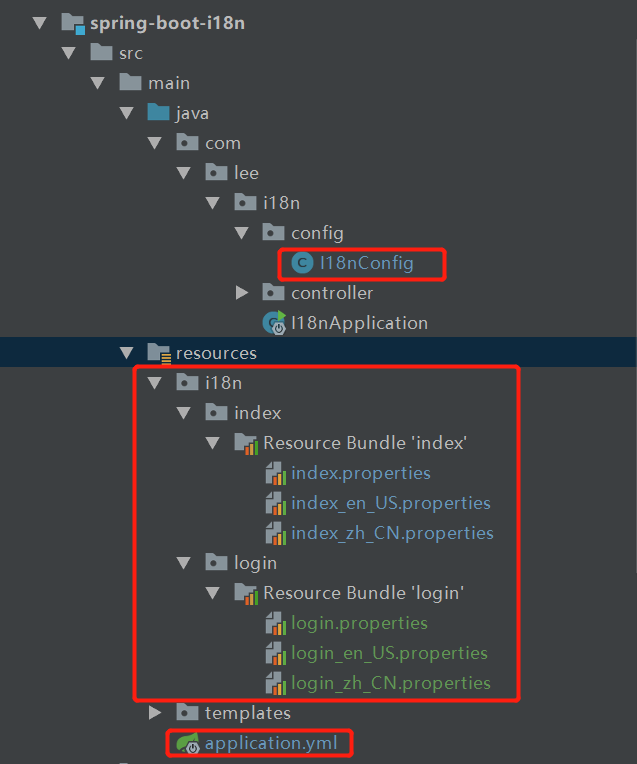 spring-boot-i18n
src
main
java
com
lee
i18n
config
I18nConfig
controller
I18nApplication
resources
i18n
index
Resource Bundle 'index'
index.properties
index_en_US.properties
index_zh_CN.properties
login
Resource Bundle 'login'
login.properties
login_en_US.properties
login_zh_CN.properties
templates
application.yml